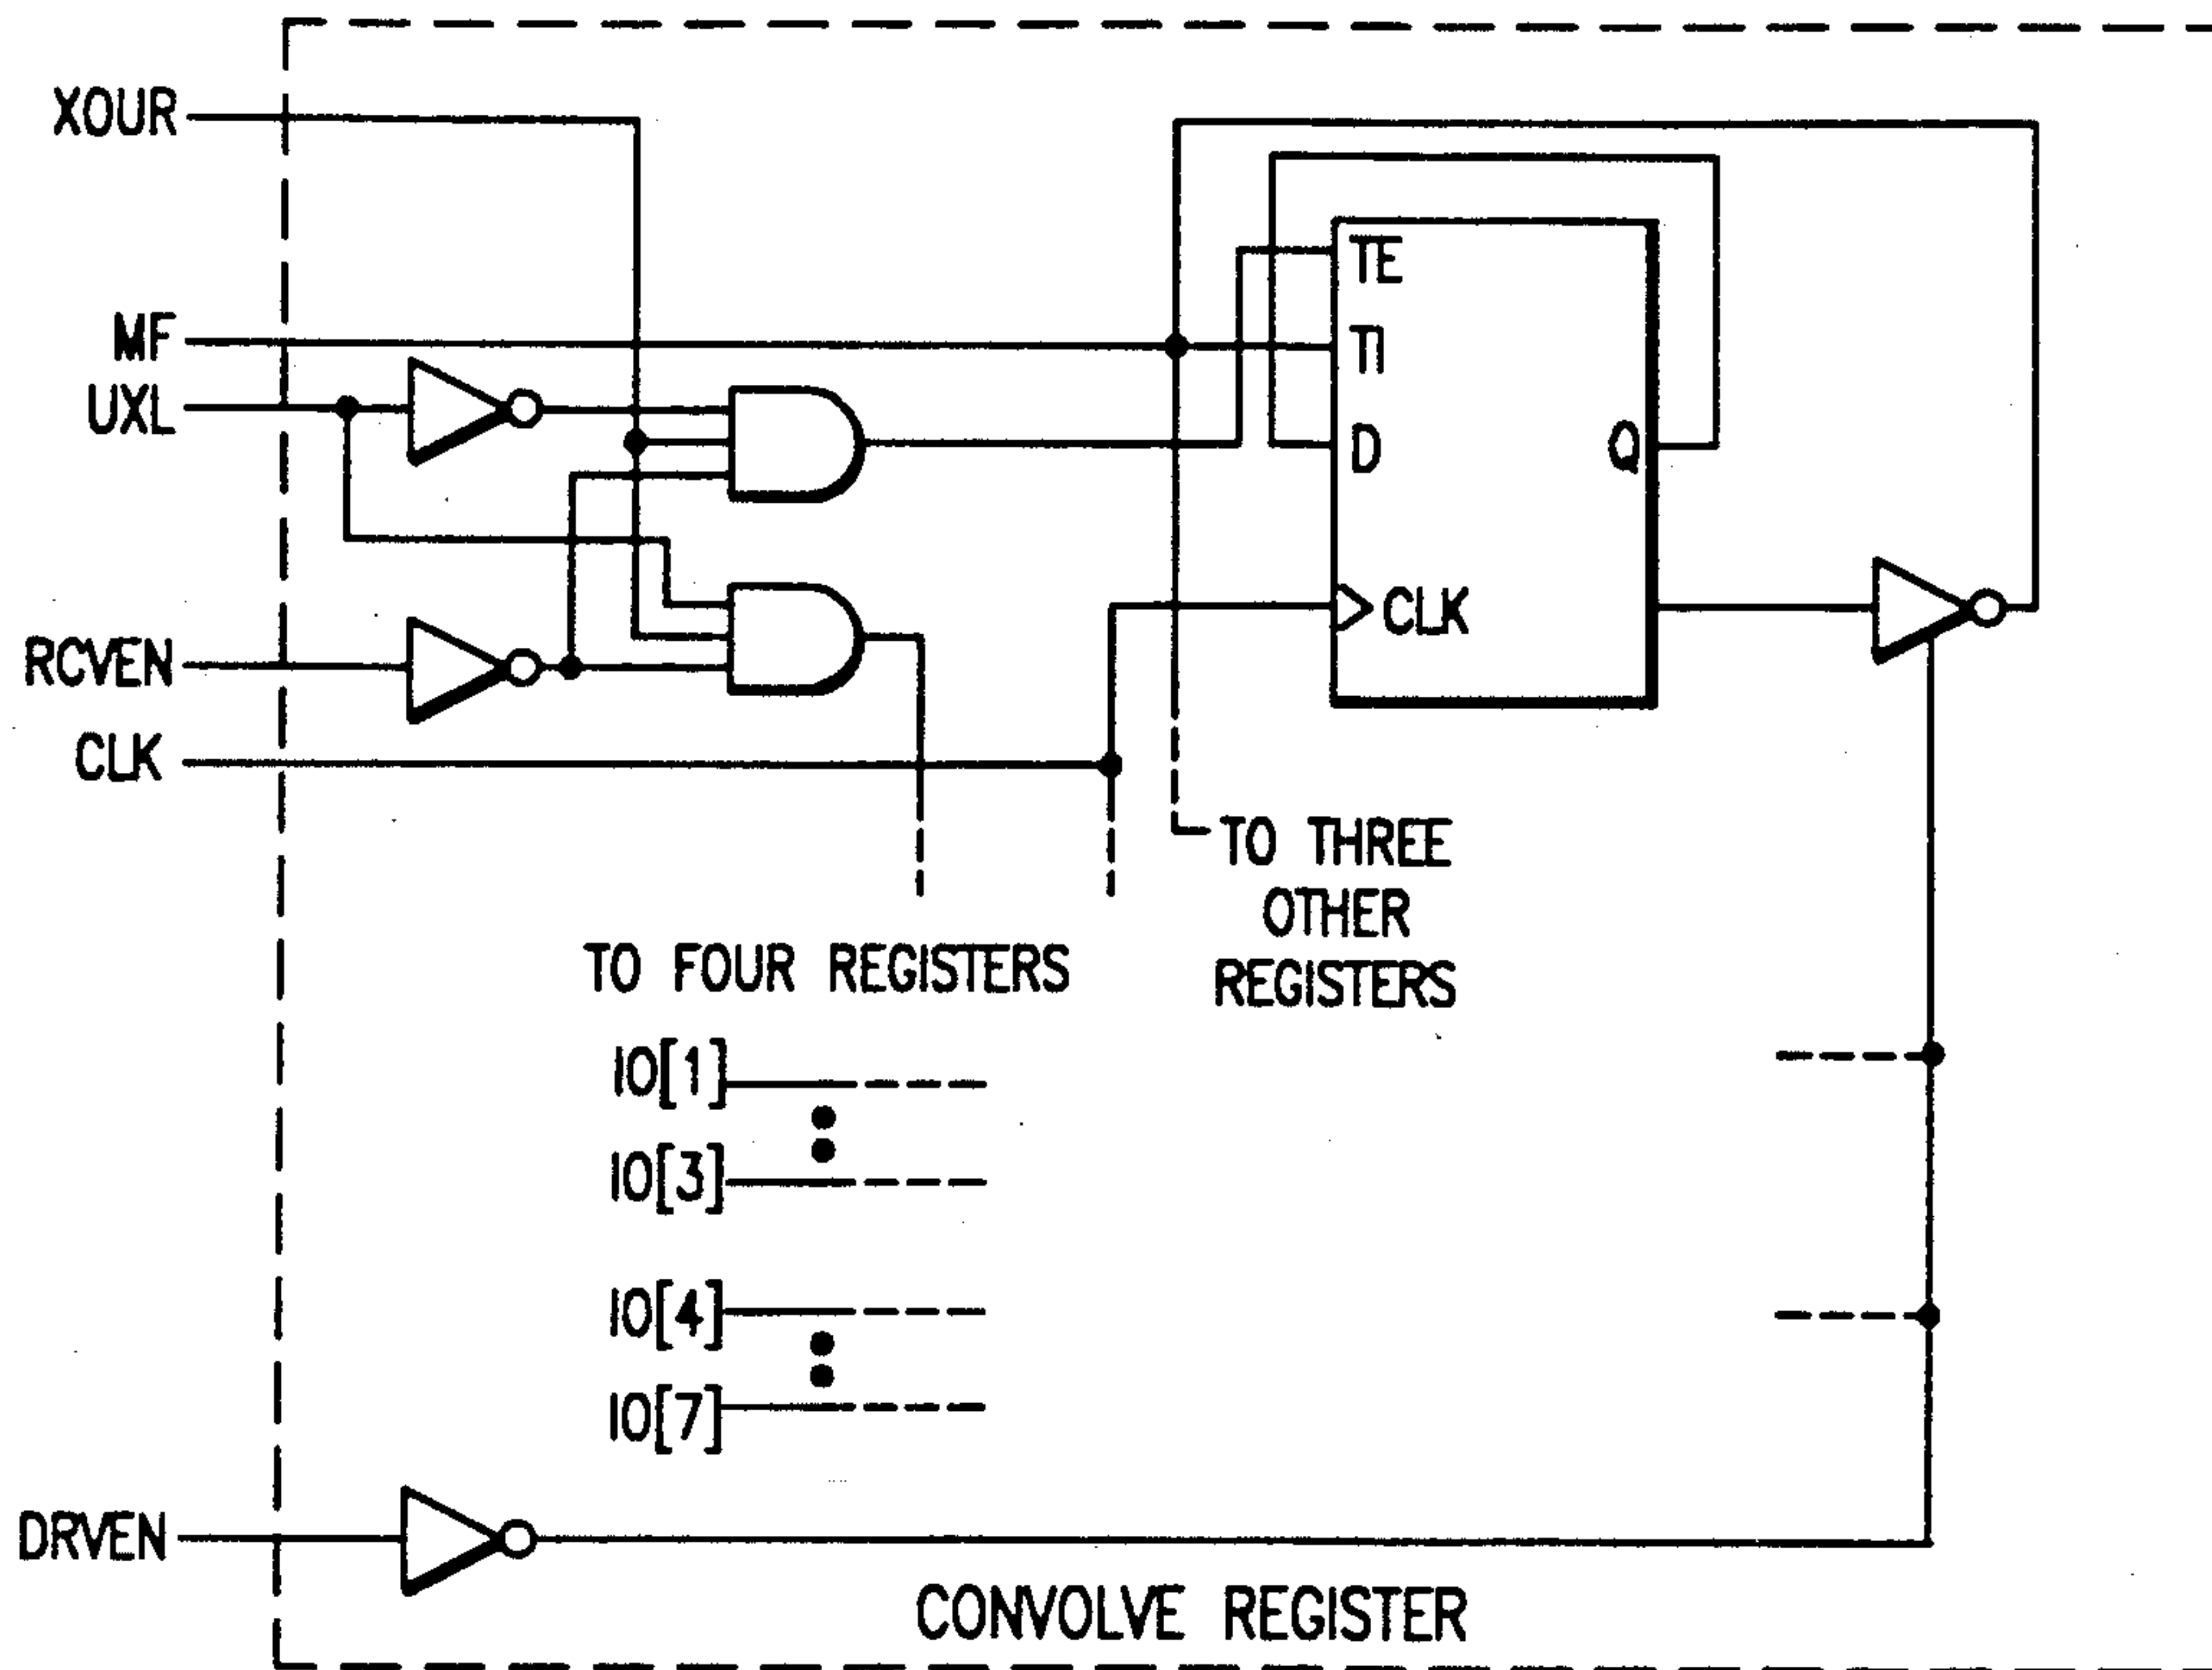 XOUR
MF
UXL
RCVEN
CLK
TE
TI
D
Q
CLK
TO THREE
OTHER
REGISTERS
TO FOUR REGISTERS
IO[1]
IO[3]
IO[4]
IO[7]
DRVEN
CONVOLVE REGISTER